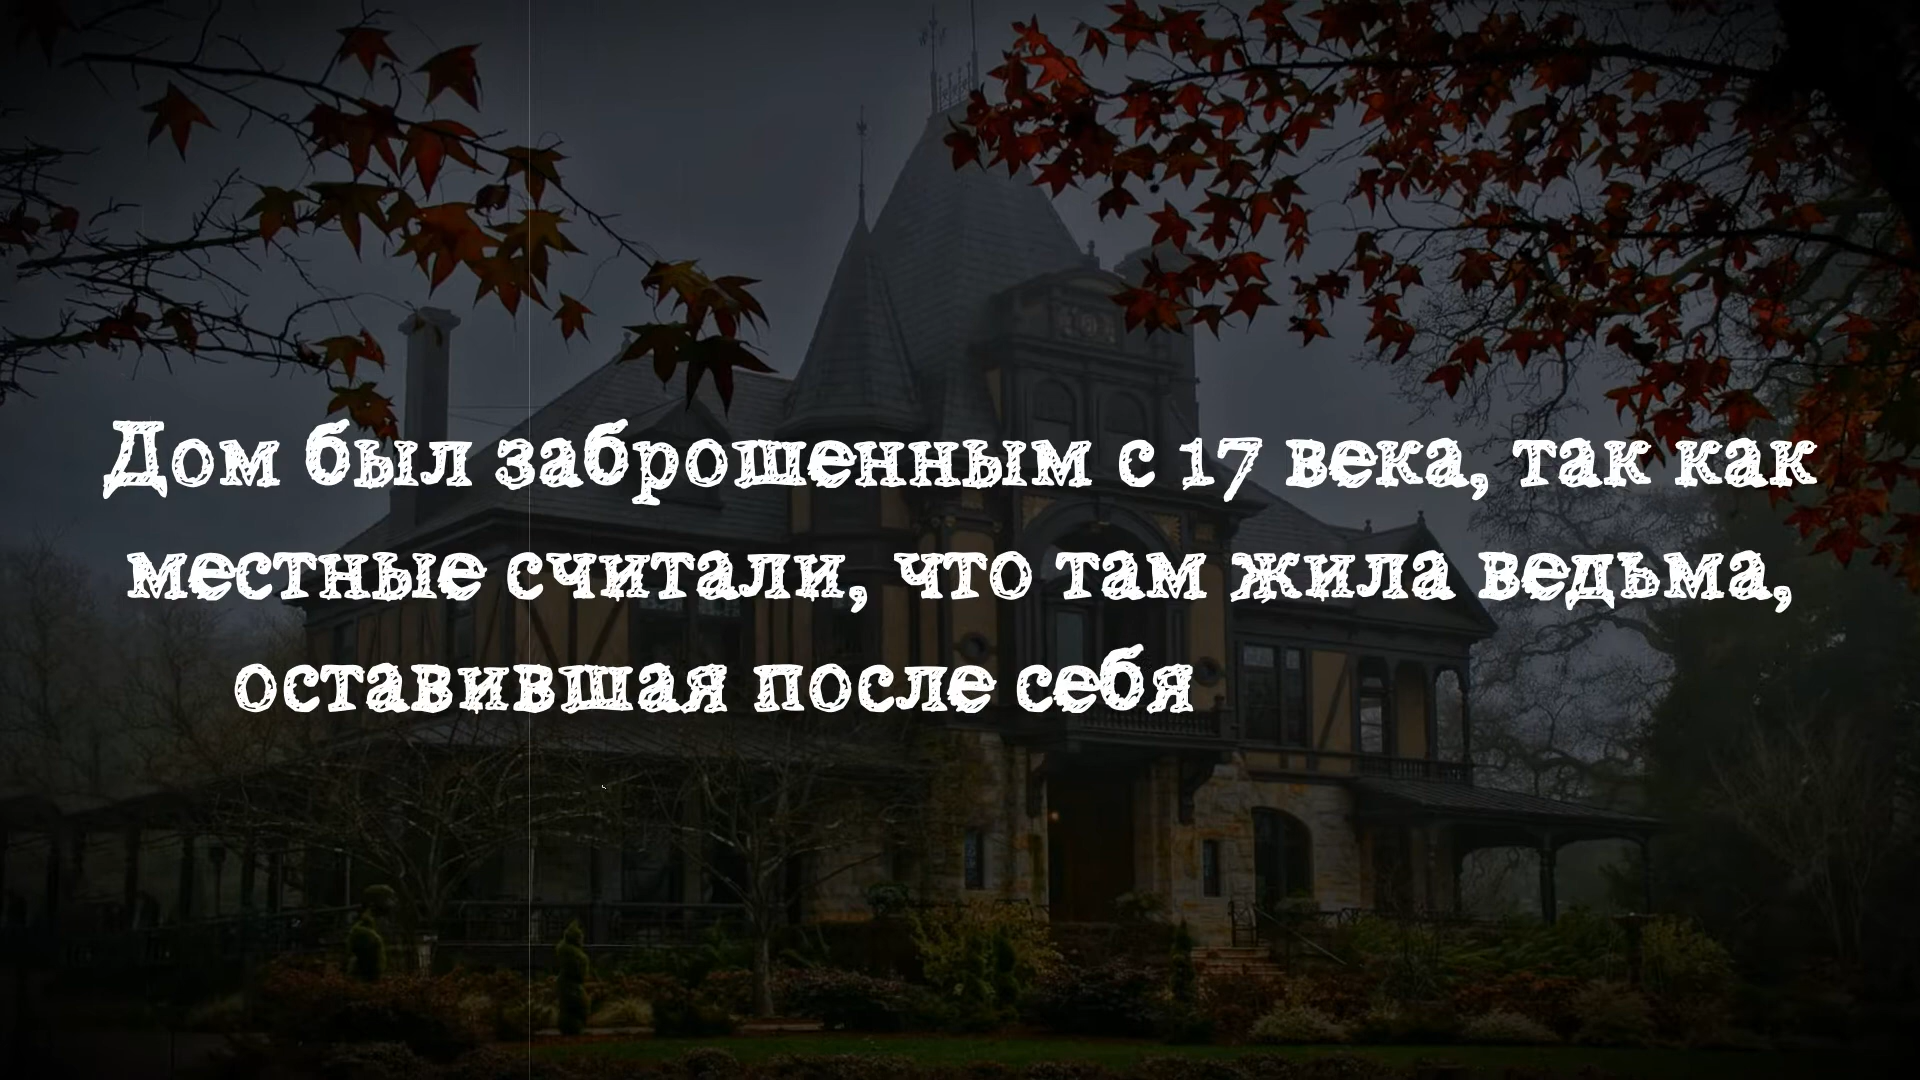 Дом был заброшенным с 17 века, так как
местные считали, что там жила ведьма,
оставившая после себя